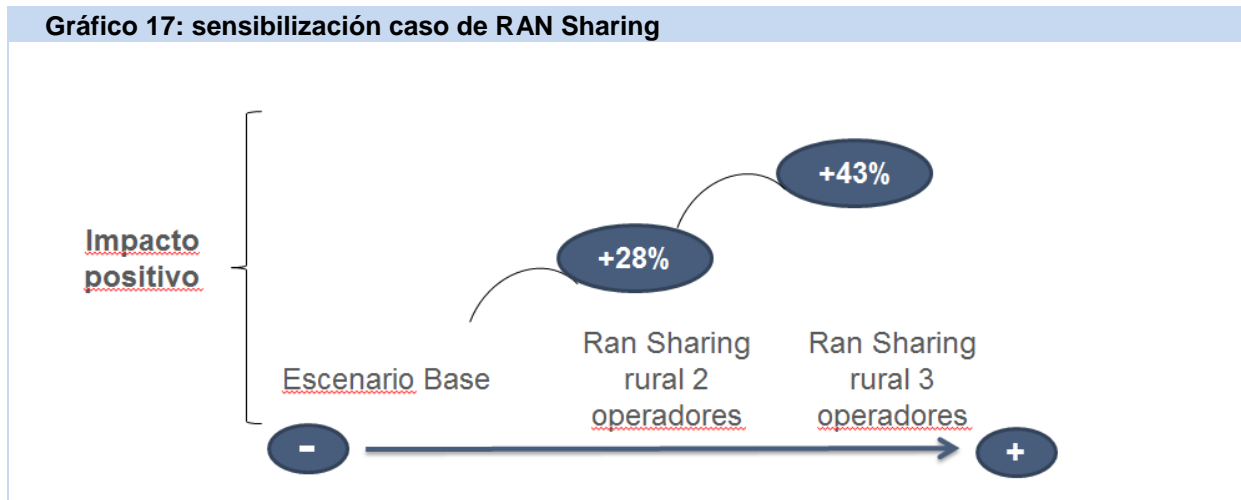 Gráfico 17: sensibilización caso de RAN Sharing
+43%
+28%
Impacto
positivo
Escenario Base
Ran Sharing
rural 2
operadores
Ran Sharing
rural 3
operadores
-
+